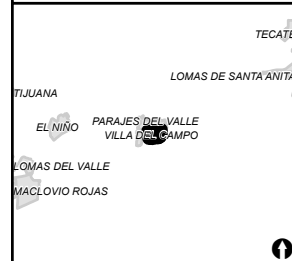 TECATE
LOMAS DE SANTA ANITA
TIJUANA
EL NIÑO
PARAJES DEL VALLE
VILLA DEL CAMPO
LOMAS DEL VALLE
MACLOVIO ROJAS